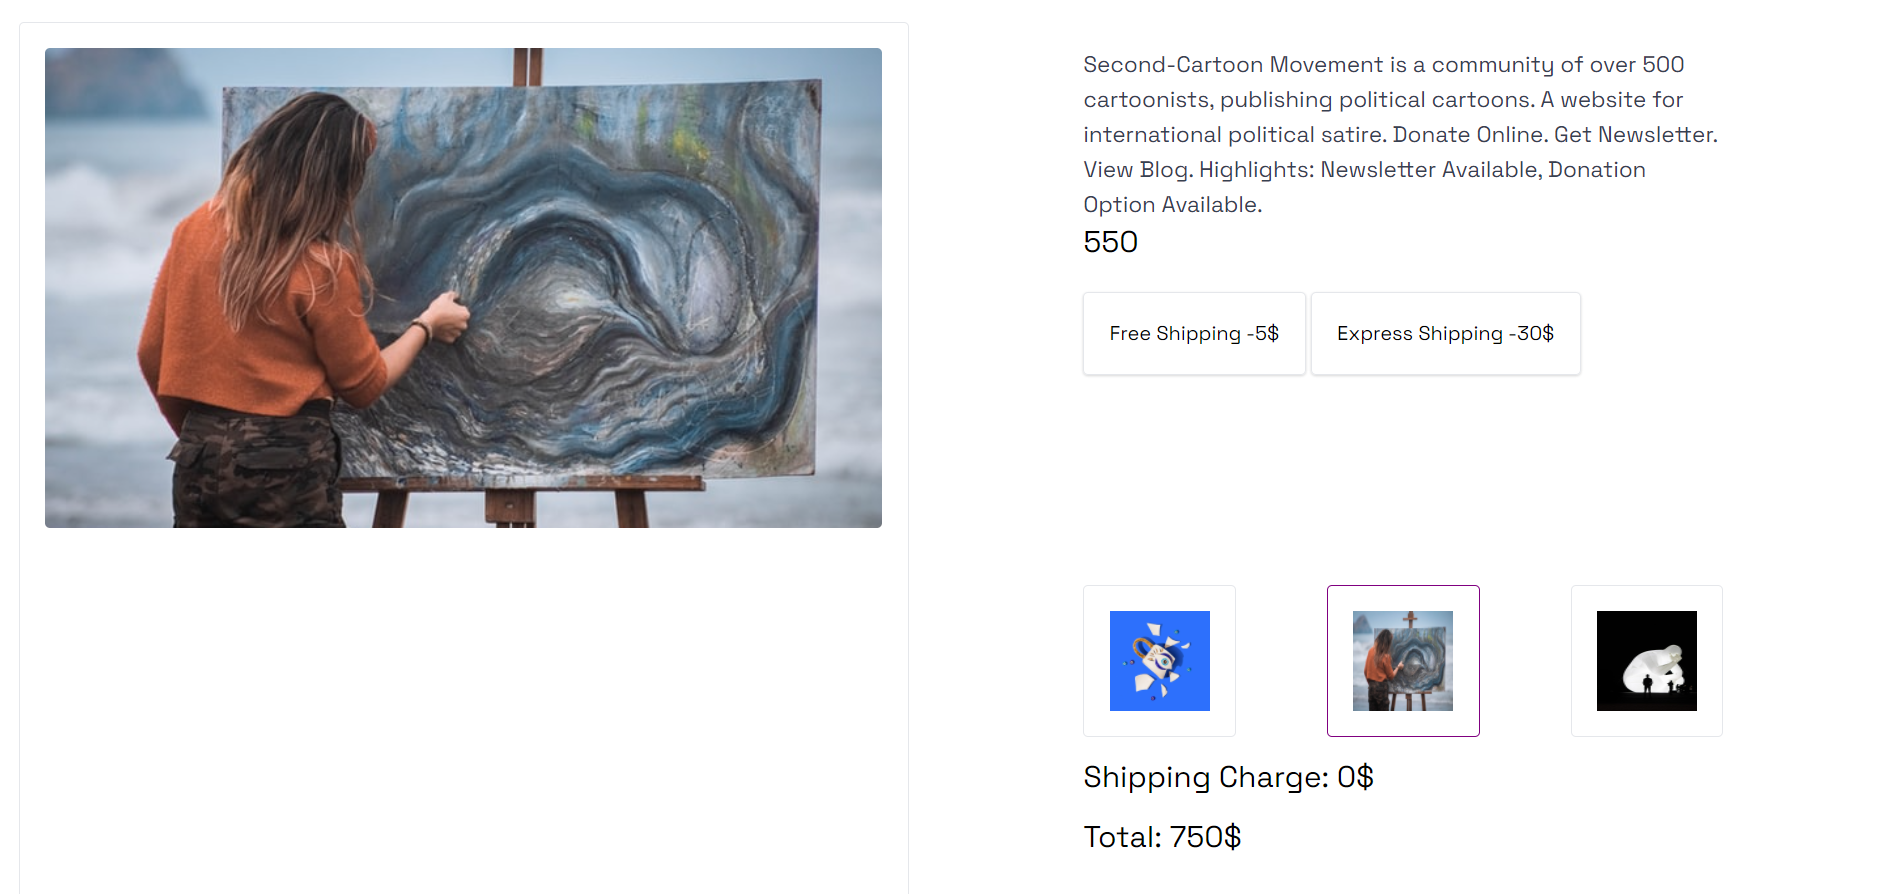 Second-Cartoon Movement is a community of over 500
cartoonists, publishing political cartoons. A website for
international political satire. Donate Online. Get Newsletter.
View Blog. Highlights: Newsletter Available, Donation
Option Available.
550
Free Shipping -5$
Express Shipping -30$
Shipping Charge: 0$
Total: 750$